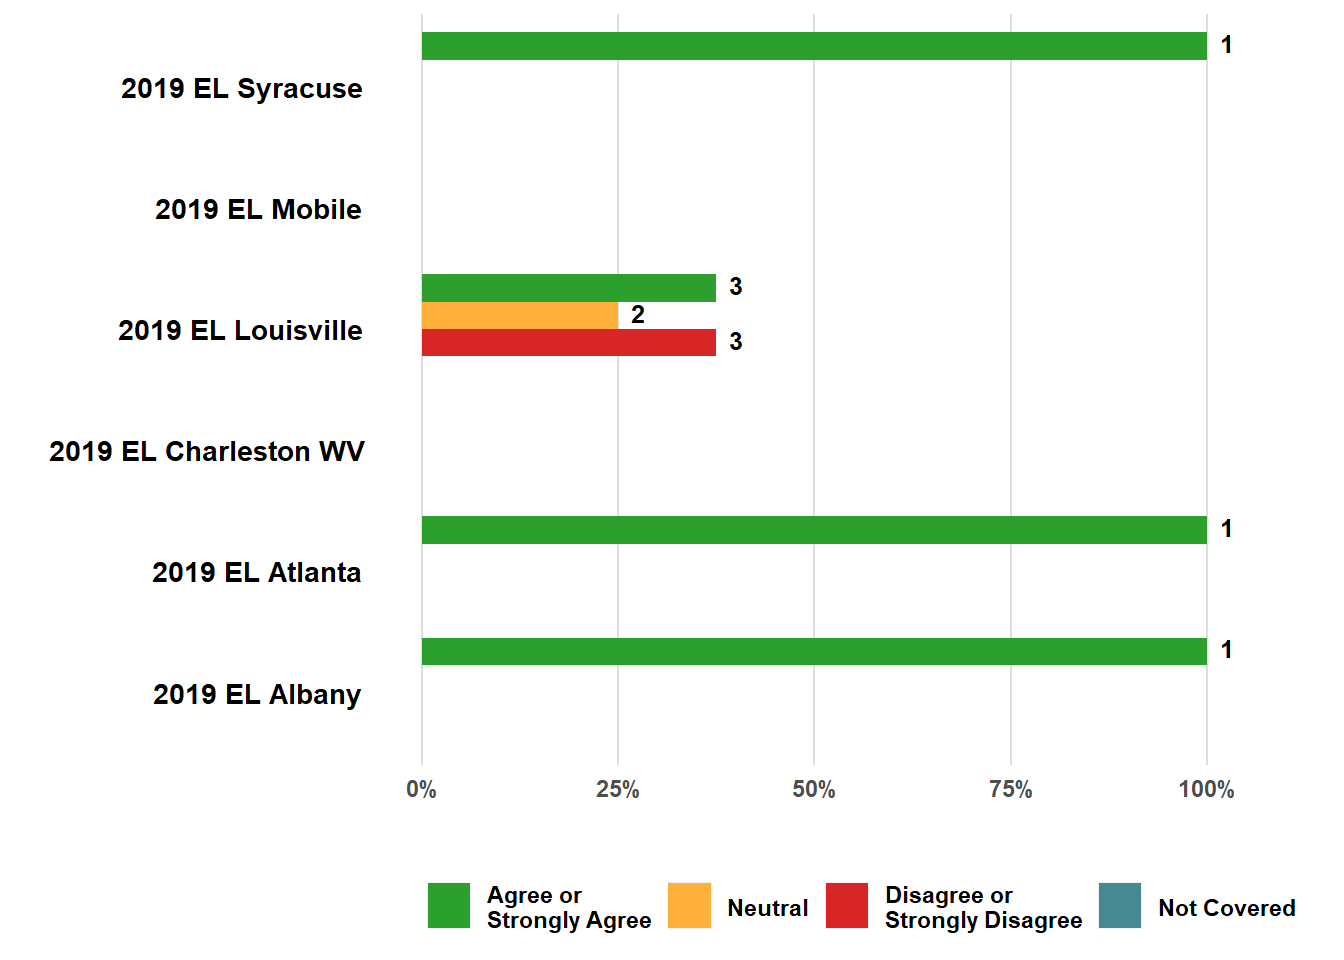 1
2019 EL Syracuse
2019 EL Mobile
3
2
2019 EL Louisville
3
2019 EL Charleston WV
1
2019 EL Atlanta
1
2019 EL Albany
0% 25% 50% 75% 100%
Agree or
Strongly Agree
Neutral
Disagree or
Strongly Disagree
Not Covered